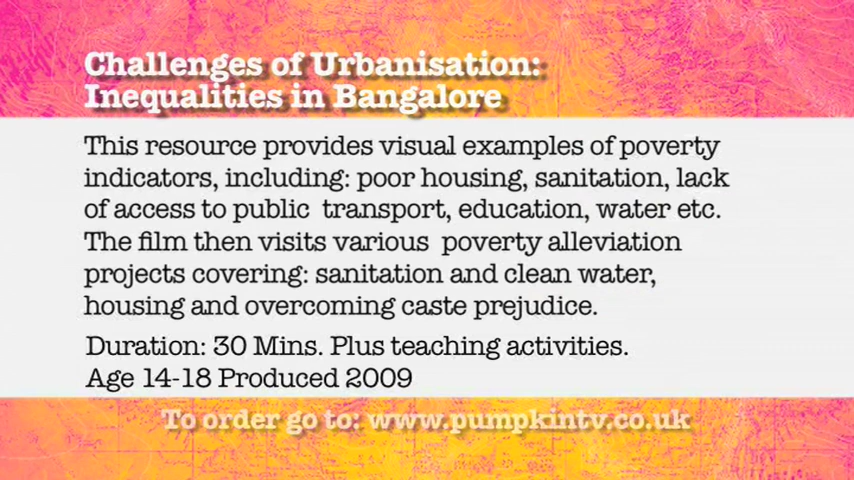 Challenges of Urbanisation:
Inequalities in Bangalore
This resource provides visual examples of poverty
indicators, including: poor housing, sanitation, lack
of access to public transport, education, water etc.
The film then visits various poverty alleviation
projects covering: sanitation and clean water,
housing and overcoming caste prejudice.
Duration: 30 Mins. Plus teaching activities.
Age 14-18 Produced 2009
To order go to: www.pumpkintv.co.uk